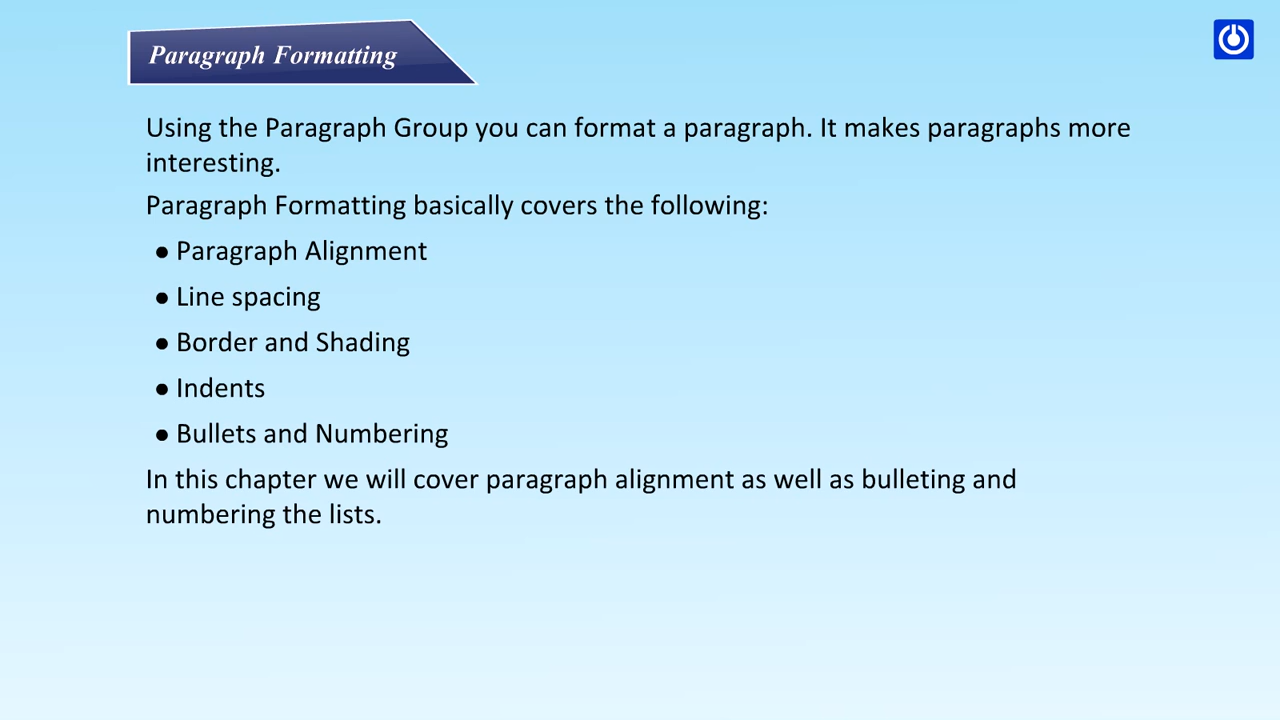 Paragraph Formatting
Using the Paragraph Group you can format a paragraph. It makes paragraphs more
interesting.
Paragraph Formatting basically covers the following:
● Paragraph Alignment
● Line spacing
● Border and Shading
● Indents
● Bullets and Numbering
In this chapter we will cover paragraph alignment as well as bulleting and
numbering the lists.